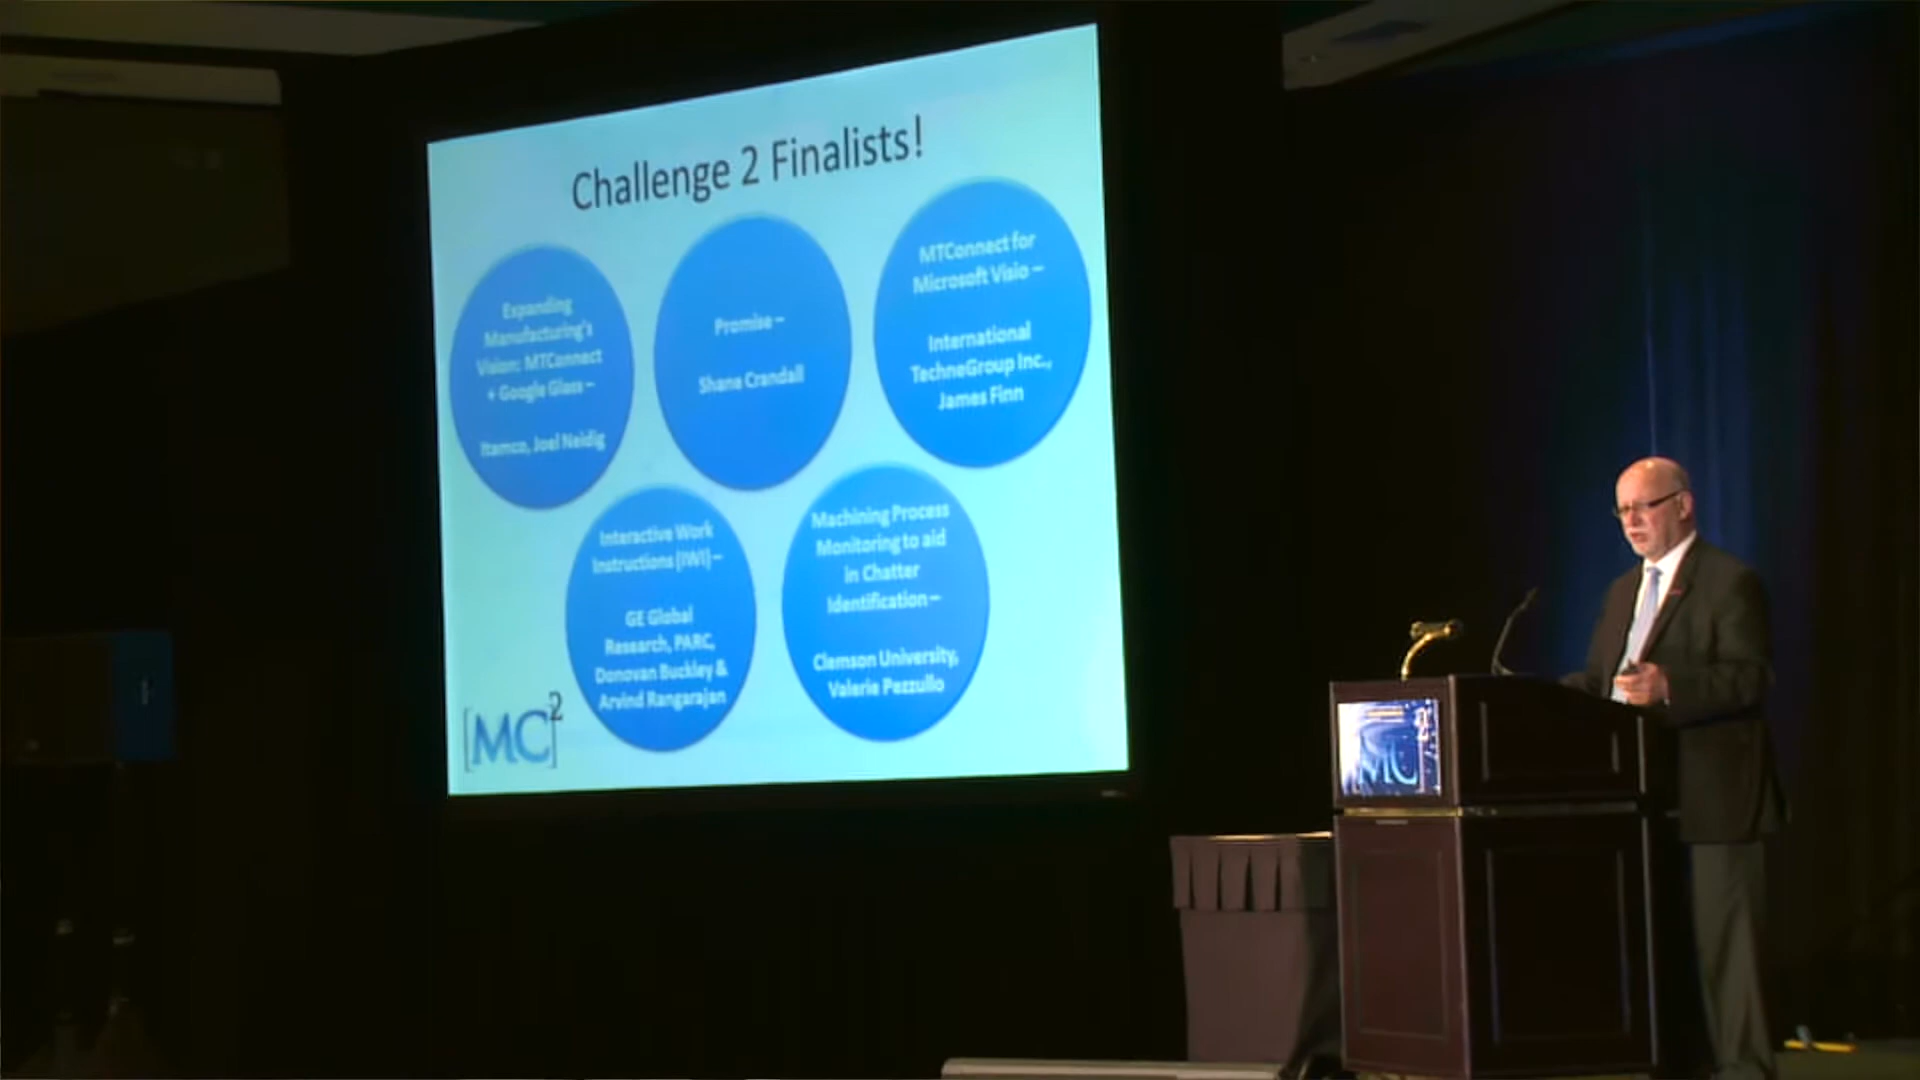 Challenge 2 Finalists!
Expanding
Manufacturing's
Vision: MTConnect
+ Google Glass –
Itamco, Joel Neidig
Promise –
Shane Crandall
MTConnect for
Microsoft Visio –
International
TechneGroup Inc.,
James Finn
Interactive Work
Instructions (IWI) –
GE Global
Research, PARC,
Donovan Buckley &
Arvind Rangarajan
Machining Process
Monitoring to aid
in Chatter
Identification –
Clemson University,
Valerie Pezzullo
[MC]2
MC